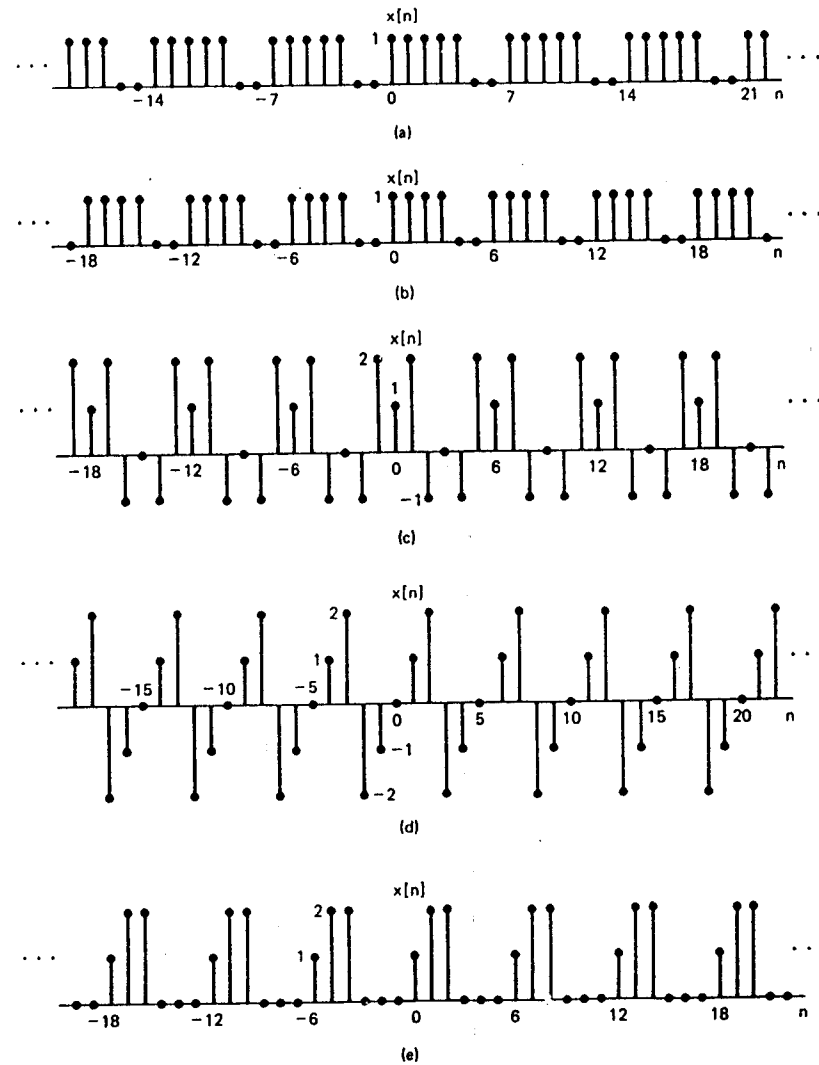 x[n]
1
... ...
−14 −7 0 7 14 21 n
(a)
x[n]
1
... ...
−18 −12 −6 0 6 12 18 n
(b)
x[n]
2
1
... ...
−18 −12 −6 0 6 12 18 n
−1
(c)
x[n]
2
... 1 ..
−15 −10 −5
0 5 10 15 20 n
−1
−2
(d)
x[n]
2
... 1 ..
−18 −12 −6 0 6 12 18 n
(e)